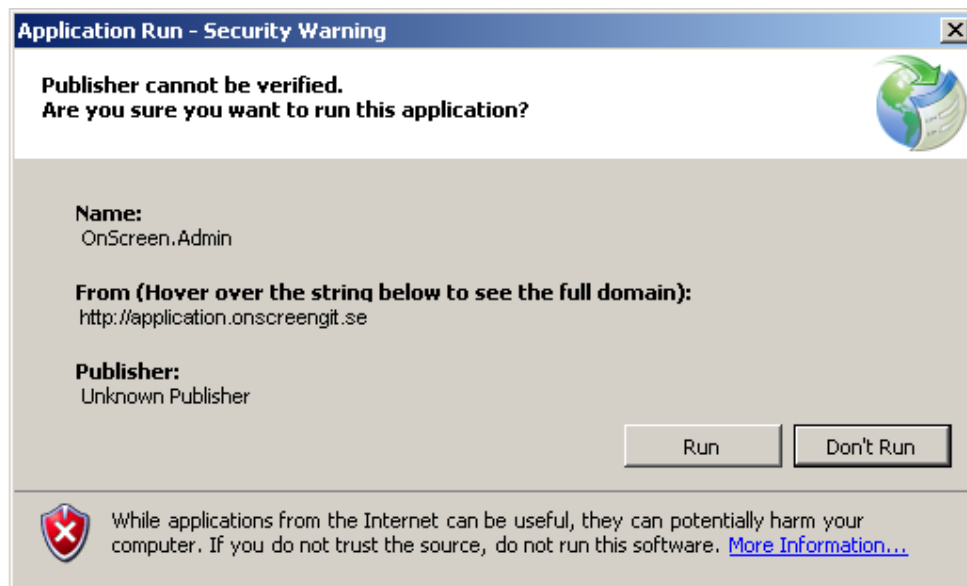 Application Run - Security Warning
Publisher cannot be verified.
Are you sure you want to run this application?
Name:
OnScreen.Admin
From (Hover over the string below to see the full domain):
http://application.onscreengit.se
Publisher:
Unknown Publisher
Run
Don't Run
While applications from the Internet can be useful, they can potentially harm your
computer. If you do not trust the source, do not run this software. More Information...